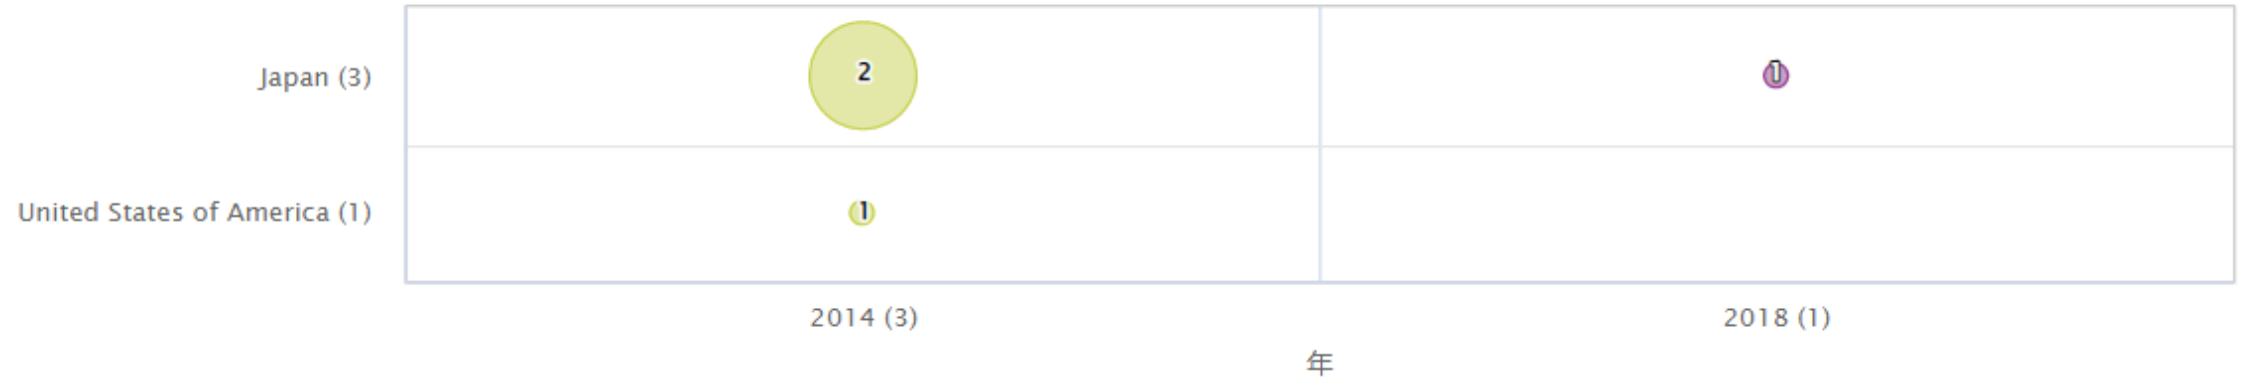 Japan (3)
2
1
United States of America (1)
1
2014 (3)
2018 (1)
年